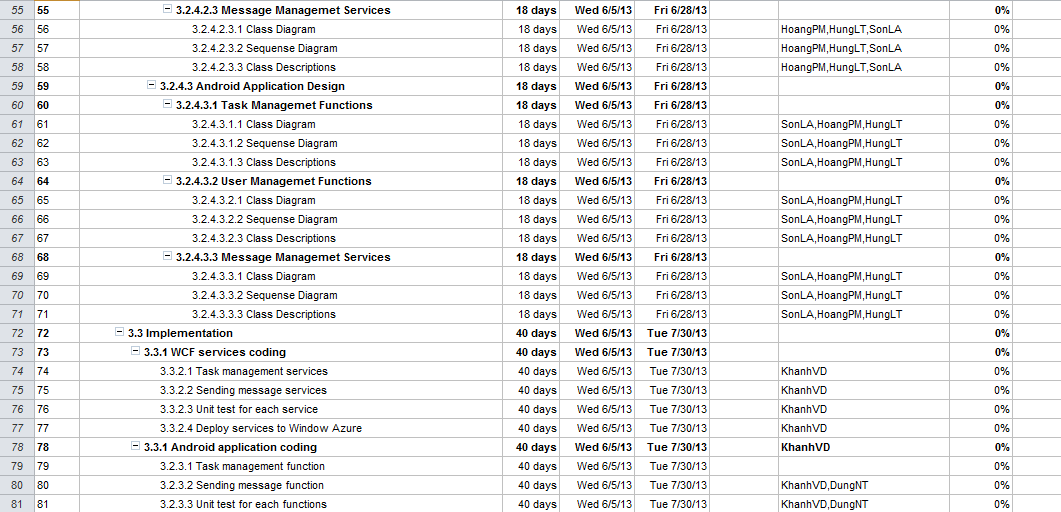 55 55 3.2.4.2.3 Message Managemet Services 18 days Wed 6/5/13 Fri 6/28/13 0%
56 56 3.2.4.2.3.1 Class Diagram 18 days Wed 6/5/13 Fri 6/28/13 HoangPM,HungLT,SonLA 0%
57 57 3.2.4.2.3.2 Sequense Diagram 18 days Wed 6/5/13 Fri 6/28/13 HoangPM,HungLT,SonLA 0%
58 58 3.2.4.2.3.3 Class Descriptions 18 days Wed 6/5/13 Fri 6/28/13 HoangPM,HungLT,SonLA 0%
59 59 3.2.4.3 Android Application Design 18 days Wed 6/5/13 Fri 6/28/13 0%
60 60 3.2.4.3.1 Task Managemet Functions 18 days Wed 6/5/13 Fri 6/28/13 0%
61 61 3.2.4.3.1.1 Class Diagram 18 days Wed 6/5/13 Fri 6/28/13 SonLA,HoangPM,HungLT 0%
62 62 3.2.4.3.1.2 Sequense Diagram 18 days Wed 6/5/13 Fri 6/28/13 SonLA,HoangPM,HungLT 0%
63 63 3.2.4.3.1.3 Class Descriptions 18 days Wed 6/5/13 Fri 6/28/13 SonLA,HoangPM,HungLT 0%
64 64 3.2.4.3.2 User Managemet Functions 18 days Wed 6/5/13 Fri 6/28/13 0%
65 65 3.2.4.3.2.1 Class Diagram 18 days Wed 6/5/13 Fri 6/28/13 SonLA,HoangPM,HungLT 0%
66 66 3.2.4.3.2.2 Sequense Diagram 18 days Wed 6/5/13 Fri 6/28/13 SonLA,HoangPM,HungLT 0%
67 67 3.2.4.3.2.3 Class Descriptions 18 days Wed 6/5/13 Fri 6/28/13 SonLA,HoangPM,HungLT 0%
68 68 3.2.4.3.3 Message Managemet Services 18 days Wed 6/5/13 Fri 6/28/13 0%
69 69 3.2.4.3.3.1 Class Diagram 18 days Wed 6/5/13 Fri 6/28/13 SonLA,HoangPM,HungLT 0%
70 70 3.2.4.3.3.2 Sequense Diagram 18 days Wed 6/5/13 Fri 6/28/13 SonLA,HoangPM,HungLT 0%
71 71 3.2.4.3.3.3 Class Descriptions 18 days Wed 6/5/13 Fri 6/28/13 SonLA,HoangPM,HungLT 0%
72 72 3.3 Implementation 40 days Wed 6/5/13 Tue 7/30/13 0%
73 73 3.3.1 WCF services coding 40 days Wed 6/5/13 Tue 7/30/13 0%
74 74 3.3.2.1 Task management services 40 days Wed 6/5/13 Tue 7/30/13 KhanhVD 0%
75 75 3.3.2.2 Sending message services 40 days Wed 6/5/13 Tue 7/30/13 KhanhVD 0%
76 76 3.3.2.3 Unit test for each service 40 days Wed 6/5/13 Tue 7/30/13 KhanhVD 0%
77 77 3.3.2.4 Deploy services to Window Azure 40 days Wed 6/5/13 Tue 7/30/13 KhanhVD 0%
78 78 3.3.1 Android application coding 40 days Wed 6/5/13 Tue 7/30/13 KhanhVD 0%
79 79 3.2.3.1 Task management function 40 days Wed 6/5/13 Tue 7/30/13 0%
80 80 3.2.3.2 Sending message function 40 days Wed 6/5/13 Tue 7/30/13 KhanhVD,DungNT 0%
81 81 3.2.3.3 Unit test for each functions 40 days Wed 6/5/13 Tue 7/30/13 KhanhVD,DungNT 0%